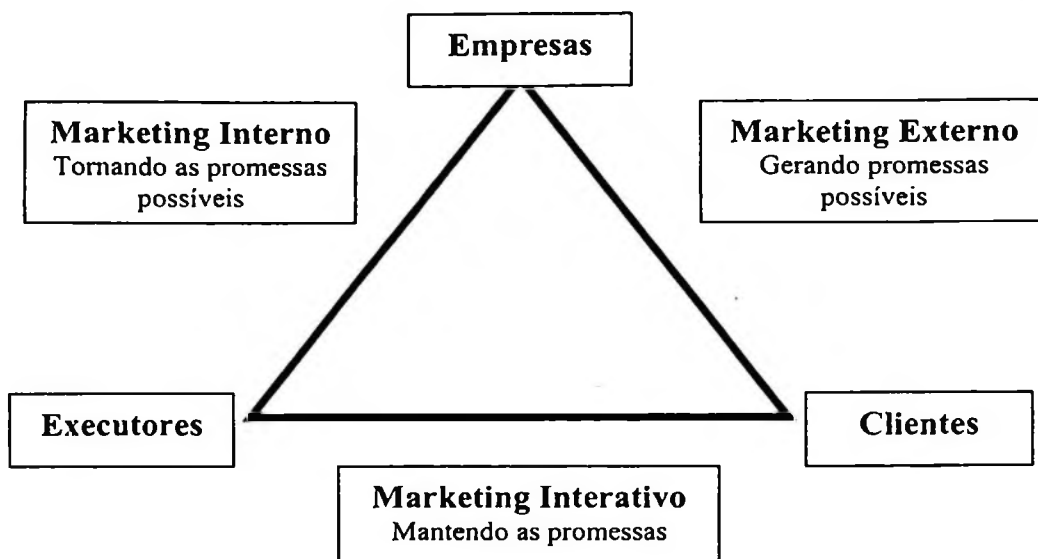 Empresas
Marketing Interno
Tornando as promessas
possíveis
Marketing Externo
Gerando promessas
possíveis
Executores
Clientes
Marketing Interativo
Mantendo as promessas